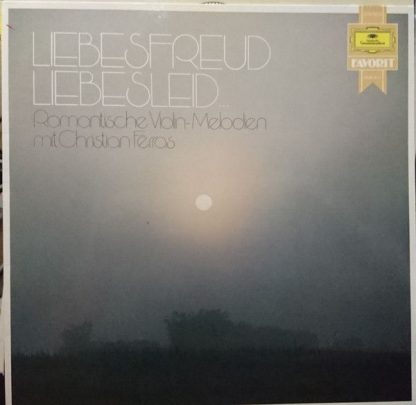 LIEBESFREUD
LIEBESLEID...
Romantische Violin-Melodien
mit Christian Ferras
FAVORIT